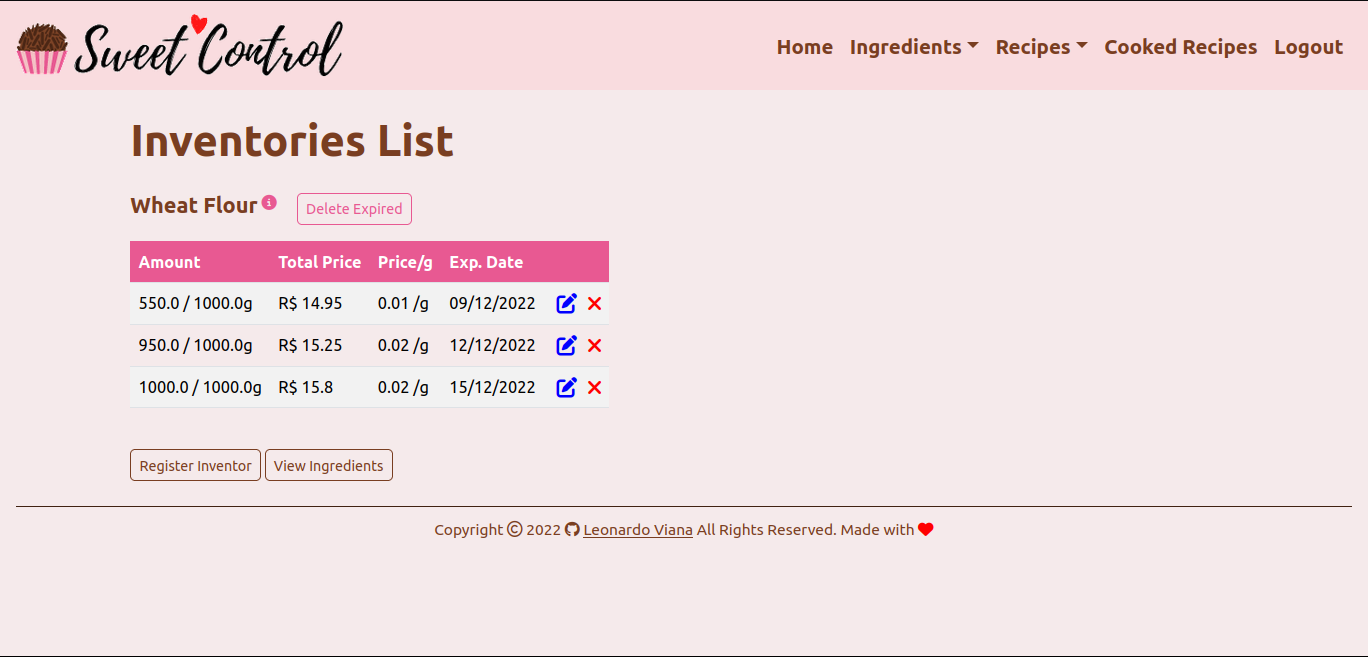 Sweet Control
Home Ingredients Recipes Cooked Recipes Logout
Inventories List
Wheat Flour Delete Expired
Amount Total Price Price/g Exp. Date
550.0 / 1000.0g R$ 14.95 0.01 /g 09/12/2022
950.0 / 1000.0g R$ 15.25 0.02 /g 12/12/2022
1000.0 / 1000.0g R$ 15.8 0.02 /g 15/12/2022
Register Inventor View Ingredients
Copyright © 2022 Leonardo Viana All Rights Reserved. Made with